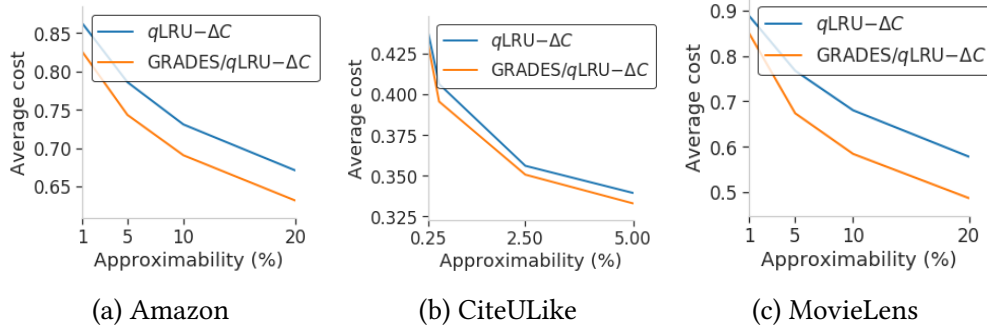 Average cost
0.85
0.80
0.75
0.70
0.65
qLRU−ΔC
GRADES/qLRU−ΔC
1 5 10 20
Approximability (%)
(a) Amazon
Average cost
0.425
0.400
0.375
0.350
0.325
qLRU−ΔC
GRADES/qLRU−ΔC
0.25 2.50 5.00
Approximability (%)
(b) CiteULike
Average cost
0.9
0.8
0.7
0.6
0.5
qLRU−ΔC
GRADES/qLRU−ΔC
1 5 10 20
Approximability (%)
(c) MovieLens